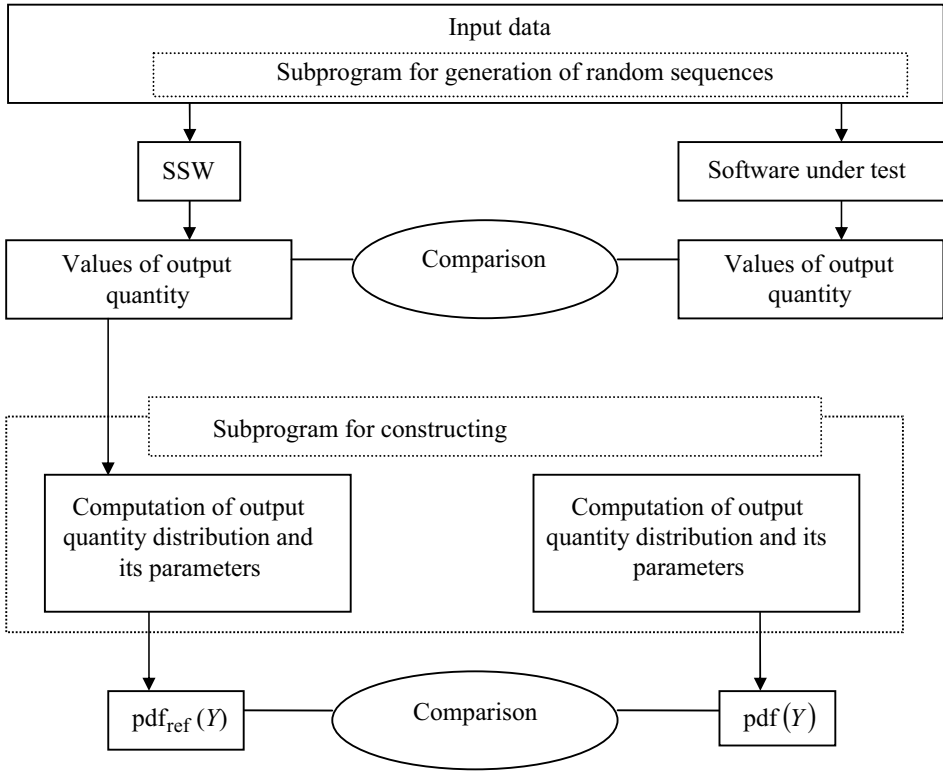 Input data
Subprogram for generation of random sequences
SSW
Software under test
Values of output
quantity
Comparison
Values of output
quantity
Subprogram for constructing
Computation of output
quantity distribution and
its parameters
Computation of output
quantity distribution and its
parameters
pdf_ref (Y)
Comparison
pdf (Y)